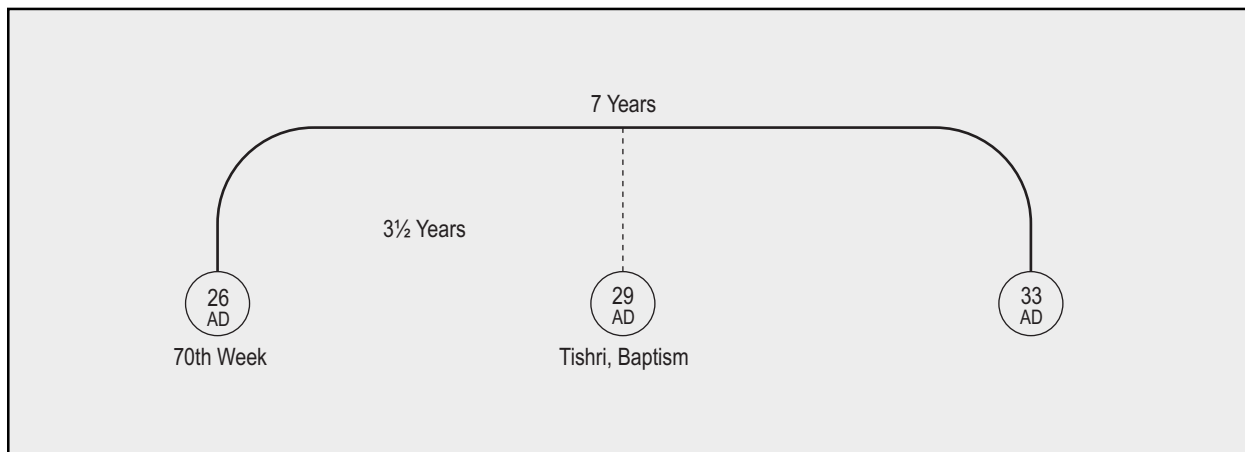 7 Years
3½ Years
26
AD
29
AD
33
AD
70th Week
Tishri, Baptism